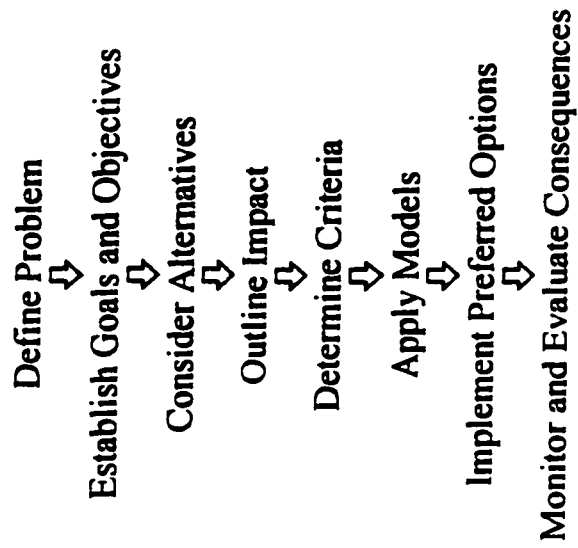 Define Problem
Establish Goals and Objectives
Consider Alternatives
Outline Impact
Determine Criteria
Apply Models
Implement Preferred Options
Monitor and Evaluate Consequences